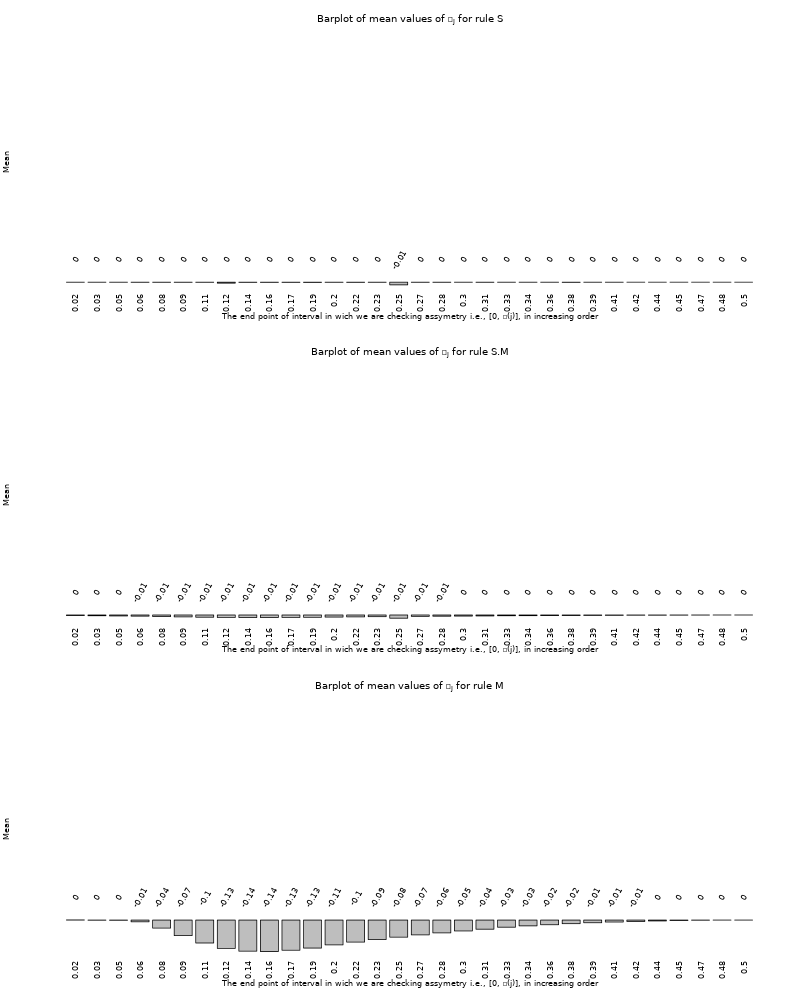 Barplot of mean values of □j for rule S
Mean
0 0 0 0 0 0 0 0 0 0 0 0 0 0 0 -0.01 0 0 0 0 0 0 0 0 0 0 0 0 0 0 0 0
0.02 0.03 0.05 0.06 0.08 0.09 0.11 0.12 0.14 0.16 0.17 0.19 0.2 0.22 0.23 0.25 0.27 0.28 0.3 0.31 0.33 0.34 0.36 0.38 0.39 0.41 0.42 0.44 0.45 0.47 0.48 0.5
The end point of interval in wich we are checking assymetry i.e., [0, □(j)], in increasing order
Barplot of mean values of □j for rule S.M
Mean
0 0 0 -0.01 -0.01 -0.01 -0.01 -0.01 -0.01 -0.01 -0.01 -0.01 -0.01 -0.01 -0.01 -0.01 -0.01 -0.01 0 0 0 0 0 0 0 0 0 0 0 0 0 0
0.02 0.03 0.05 0.06 0.08 0.09 0.11 0.12 0.14 0.16 0.17 0.19 0.2 0.22 0.23 0.25 0.27 0.28 0.3 0.31 0.33 0.34 0.36 0.38 0.39 0.41 0.42 0.44 0.45 0.47 0.48 0.5
The end point of interval in wich we are checking assymetry i.e., [0, □(j)], in increasing order
Barplot of mean values of □j for rule M
Mean
0 0 0 -0.01 -0.04 -0.07 -0.1 -0.13 -0.14 -0.14 -0.13 -0.13 -0.11 -0.1 -0.09 -0.08 -0.07 -0.06 -0.05 -0.04 -0.03 -0.03 -0.02 -0.02 -0.01 -0.01 -0.01 0 0 0 0 0
0.02 0.03 0.05 0.06 0.08 0.09 0.11 0.12 0.14 0.16 0.17 0.19 0.2 0.22 0.23 0.25 0.27 0.28 0.3 0.31 0.33 0.34 0.36 0.38 0.39 0.41 0.42 0.44 0.45 0.47 0.48 0.5
The end point of interval in wich we are checking assymetry i.e., [0, □(j)], in increasing order